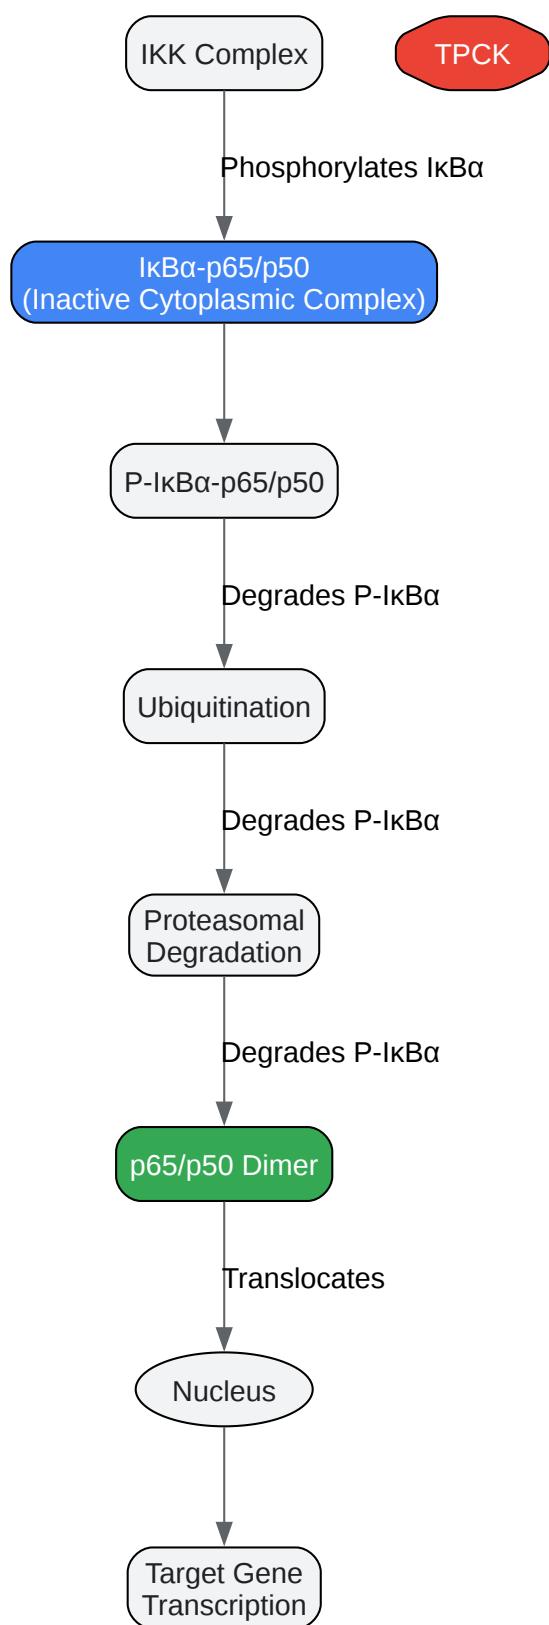 IKK Complex
TPCK
Phosphorylates IκBα
IκBα-p65/p50
(Inactive Cytoplasmic Complex)
P-IκBα-p65/p50
Degrades P-IκBα
Ubiquitination
Degrades P-IκBα
Proteasomal
Degradation
Degrades P-IκBα
p65/p50 Dimer
Translocates
Nucleus
Target Gene
Transcription